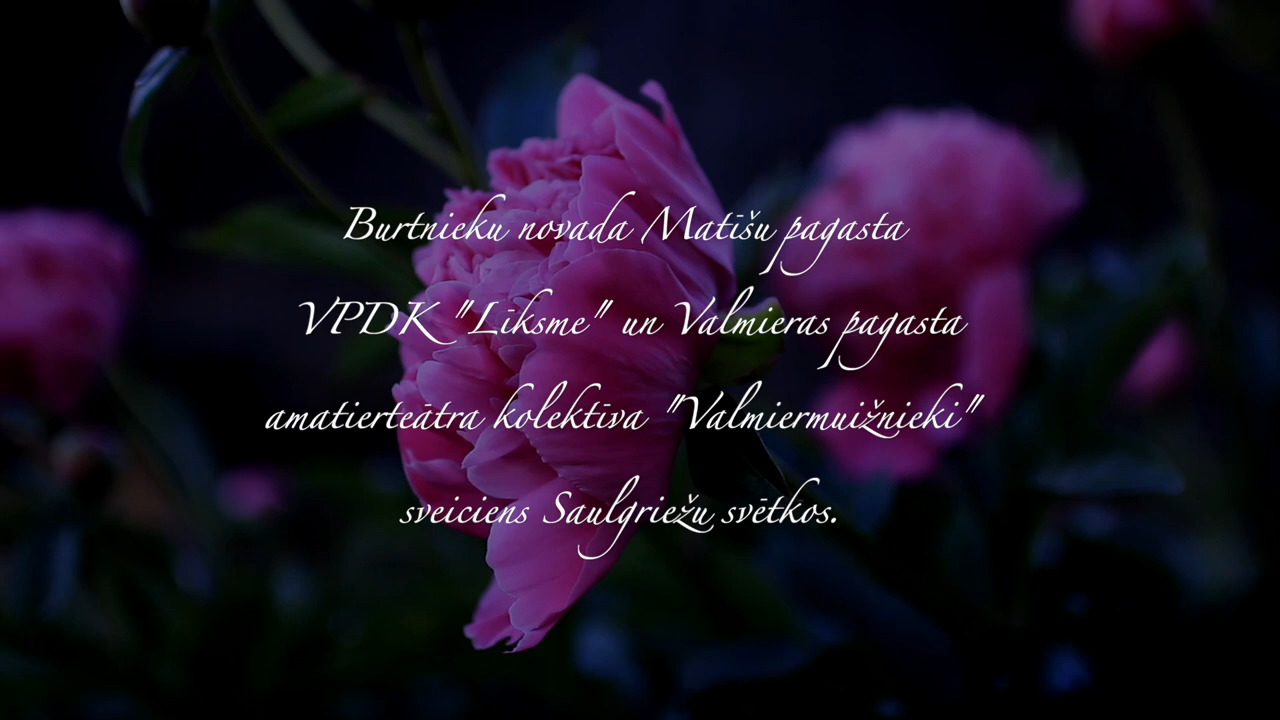 Burtnieku novada Matīšu pagasta
VPDK "Līksme" un Valmieras pagasta
amatierteātra kolektīva "Valmiermuižnieki"
sveiciens Saulgriežu svētkos.